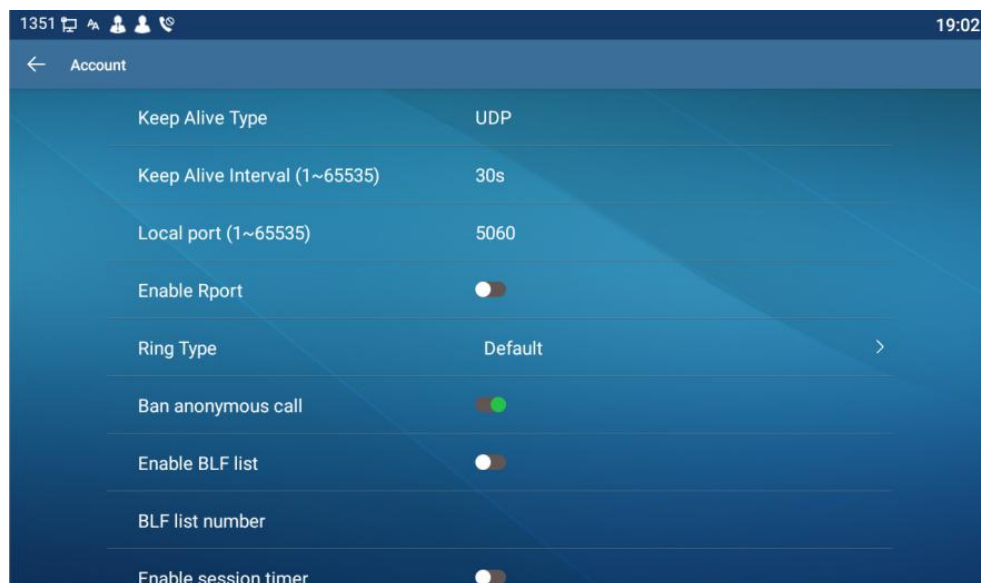 1351 19:02
Account
Keep Alive Type UDP
Keep Alive Interval (1~65535) 30s
Local port (1~65535) 5060
Enable Rport
Ring Type Default
Ban anonymous call
Enable BLF list
BLF list number
Enable session timer